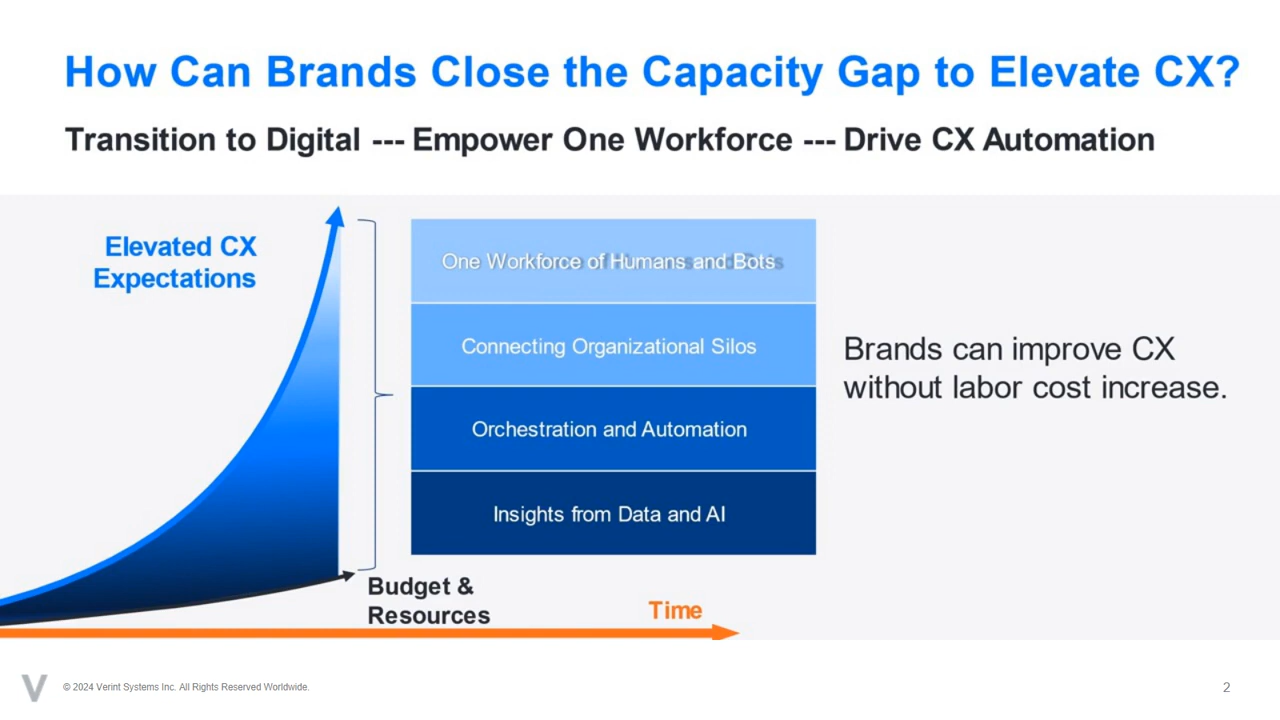 How Can Brands Close the Capacity Gap to Elevate CX?
Transition to Digital --- Empower One Workforce --- Drive CX Automation
Elevated CX
Expectations
One Workforce of Humans and Bots
Connecting Organizational Silos
Orchestration and Automation
Insights from Data and AI
Brands can improve CX
without labor cost increase.
Budget &
Resources
Time
V
© 2024 Verint Systems Inc. All Rights Reserved Worldwide.
2